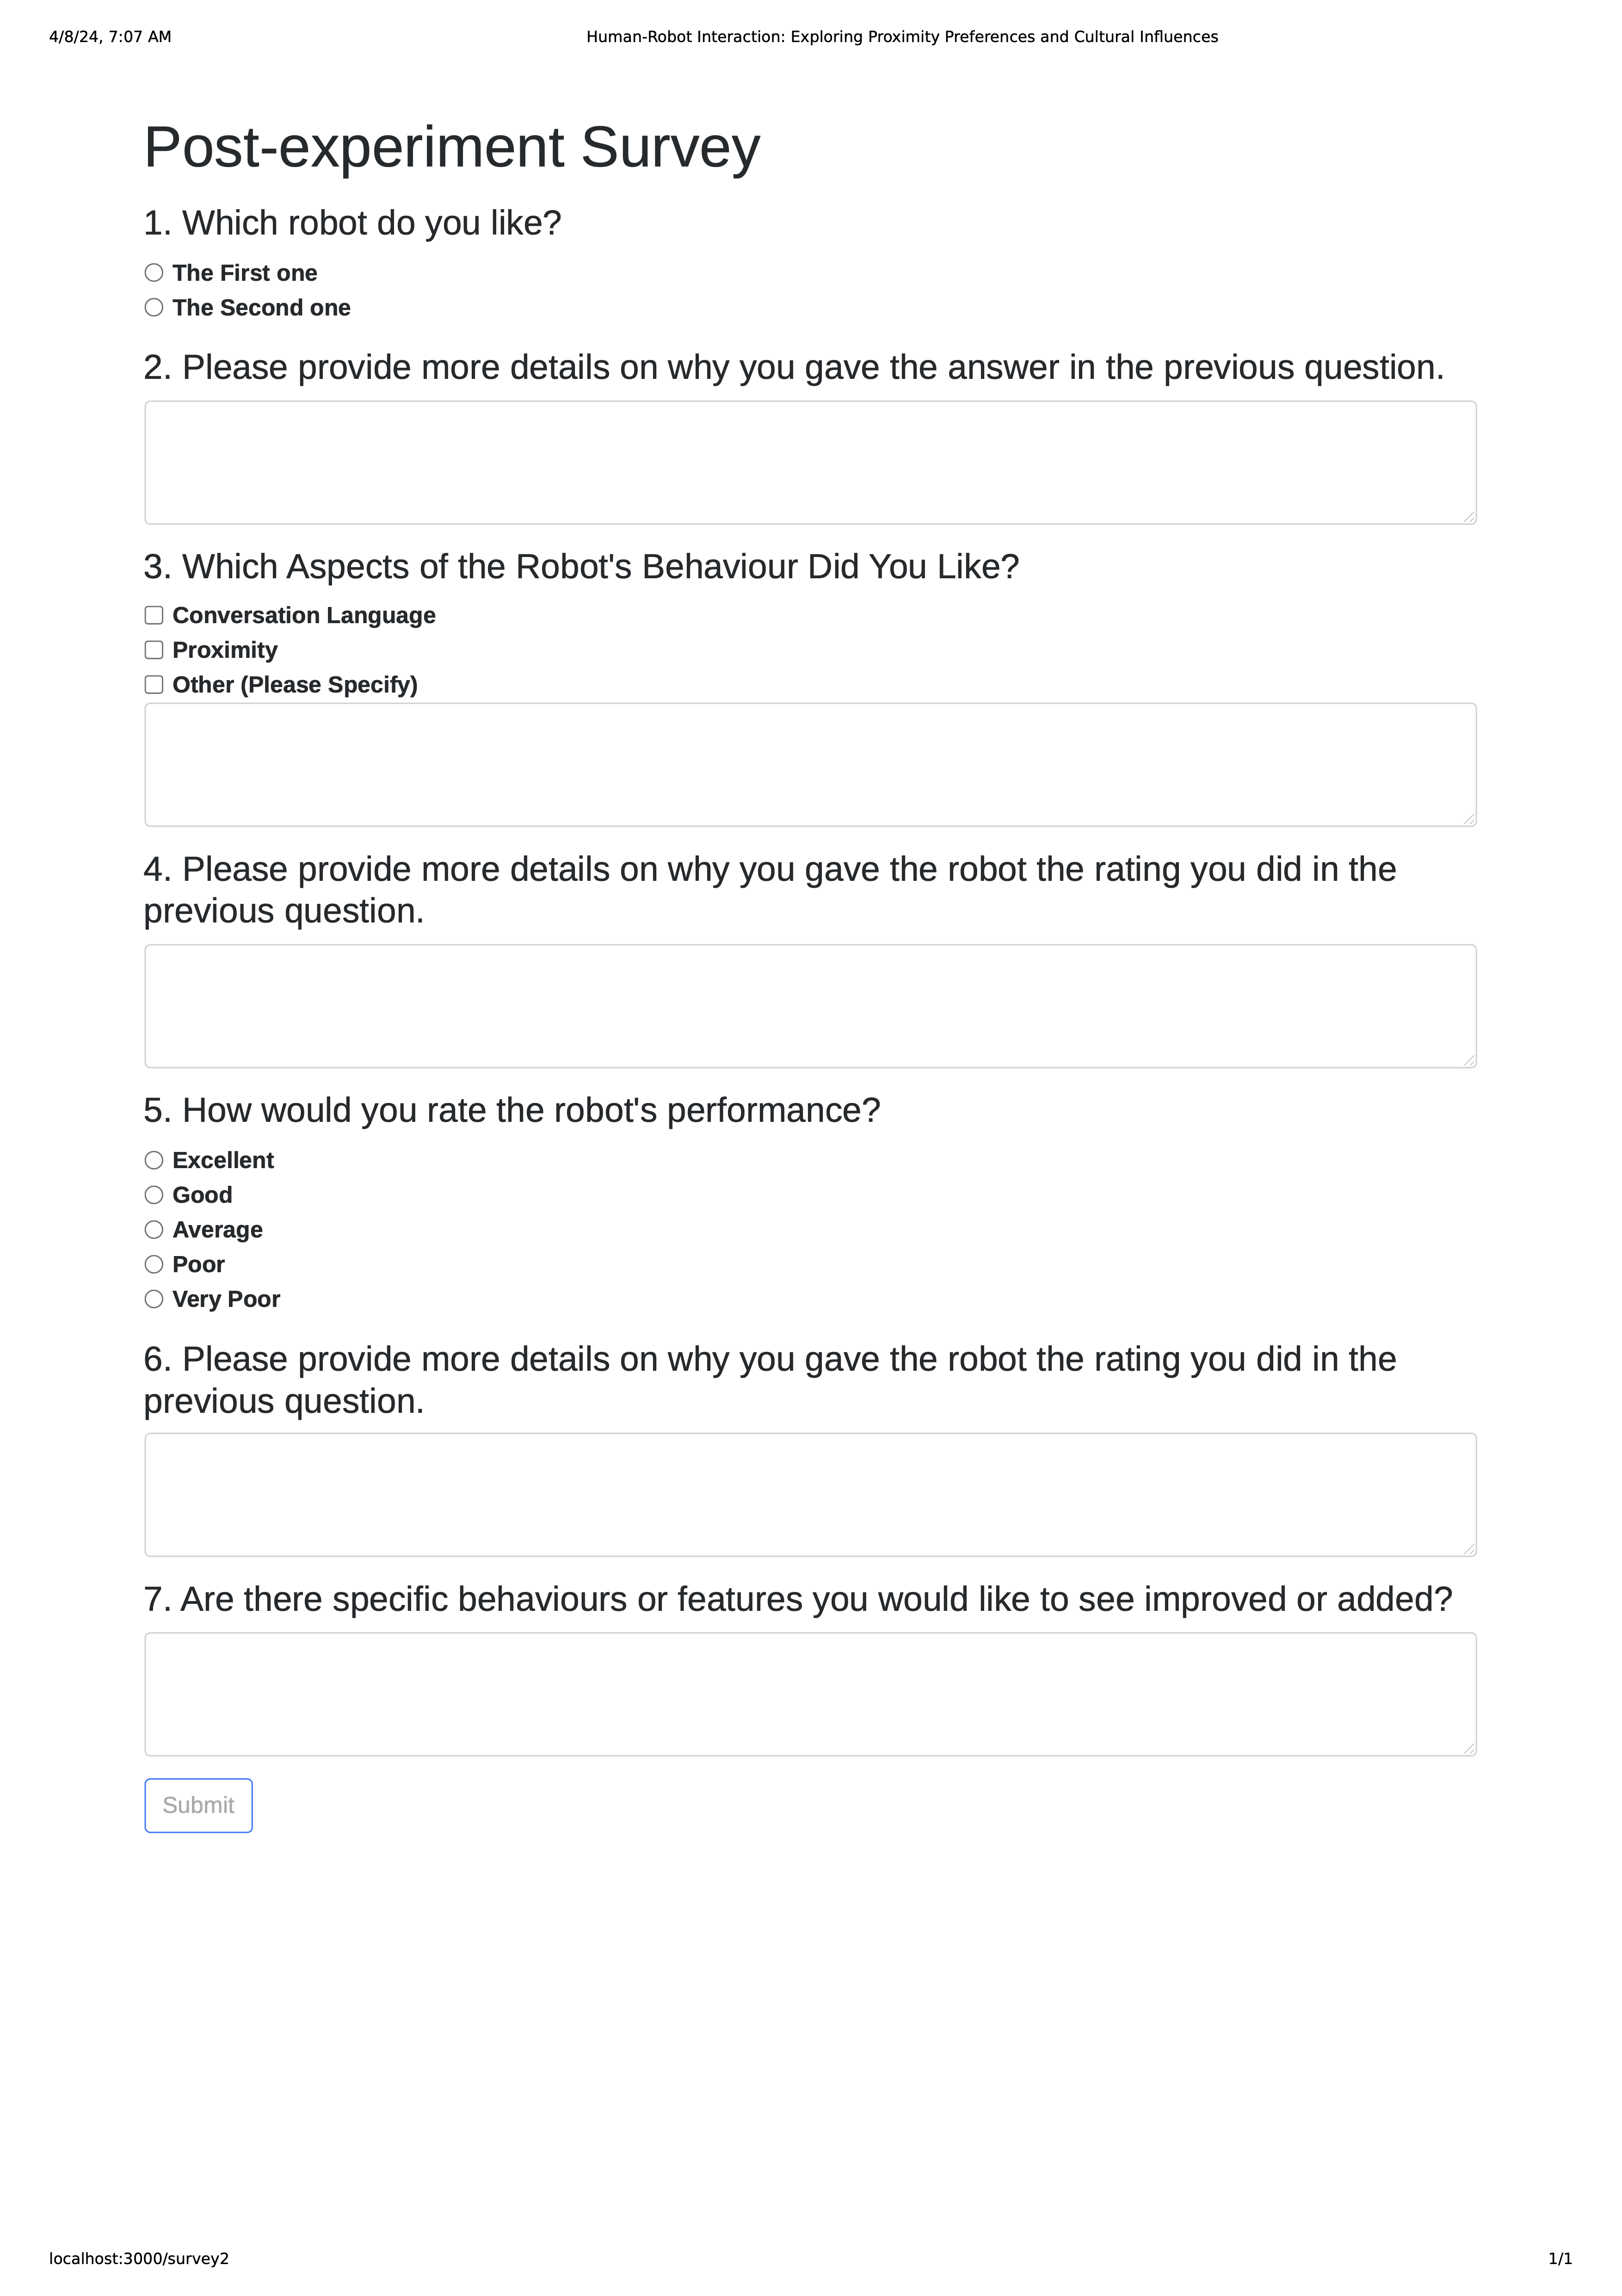 4/8/24, 7:07 AM
Human-Robot Interaction: Exploring Proximity Preferences and Cultural Influences
Post-experiment Survey
1. Which robot do you like?
The First one
The Second one
2. Please provide more details on why you gave the answer in the previous question.
3. Which Aspects of the Robot's Behaviour Did You Like?
Conversation Language
Proximity
Other (Please Specify)
4. Please provide more details on why you gave the robot the rating you did in the
previous question.
5. How would you rate the robot's performance?
Excellent
Good
Average
Poor
Very Poor
6. Please provide more details on why you gave the robot the rating you did in the
previous question.
7. Are there specific behaviours or features you would like to see improved or added?
Submit
localhost:3000/survey2
1/1